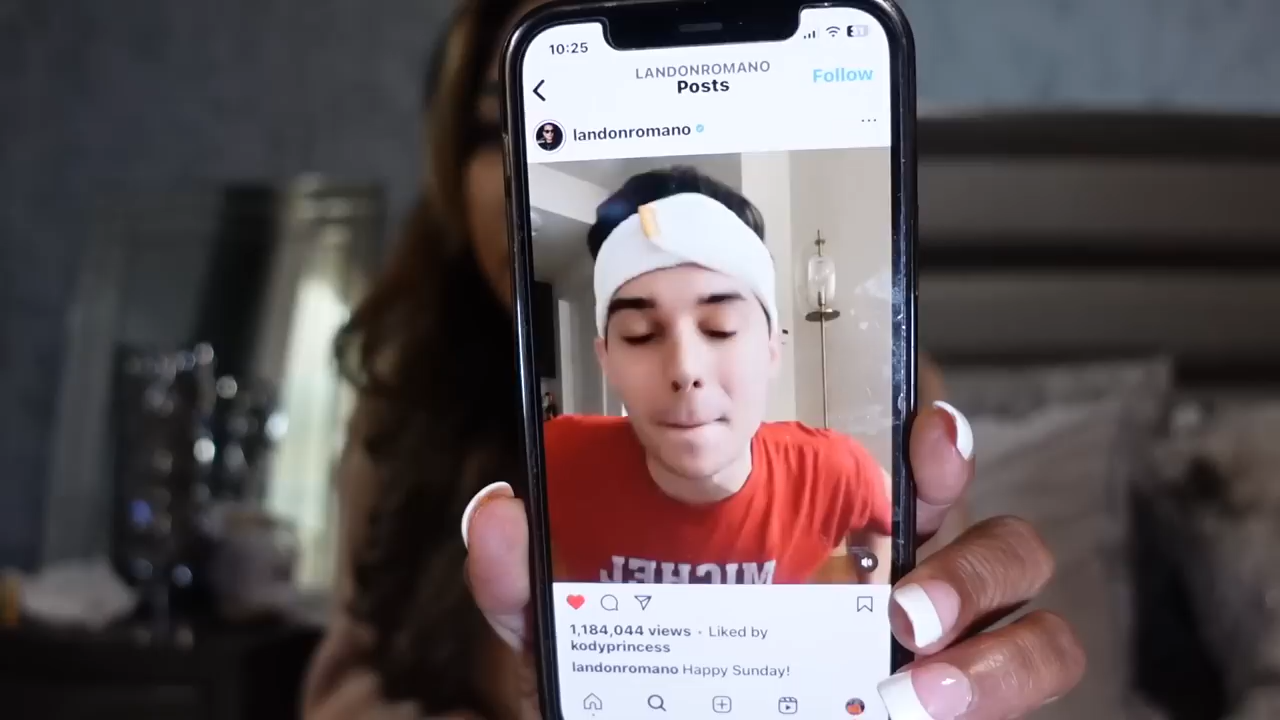 10:25
LANDONROMANO
Posts
Follow
landonromano
MICHEL
1,184,044 views · Liked by
kodyprincess
landonromano Happy Sunday!